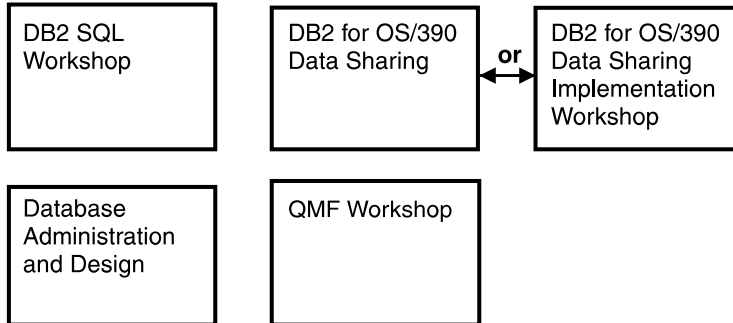 DB2 SQL
Workshop
DB2 for OS/390
Data Sharing
or
DB2 for OS/390
Data Sharing
Implementation
Workshop
Database
Administration
and Design
QMF Workshop